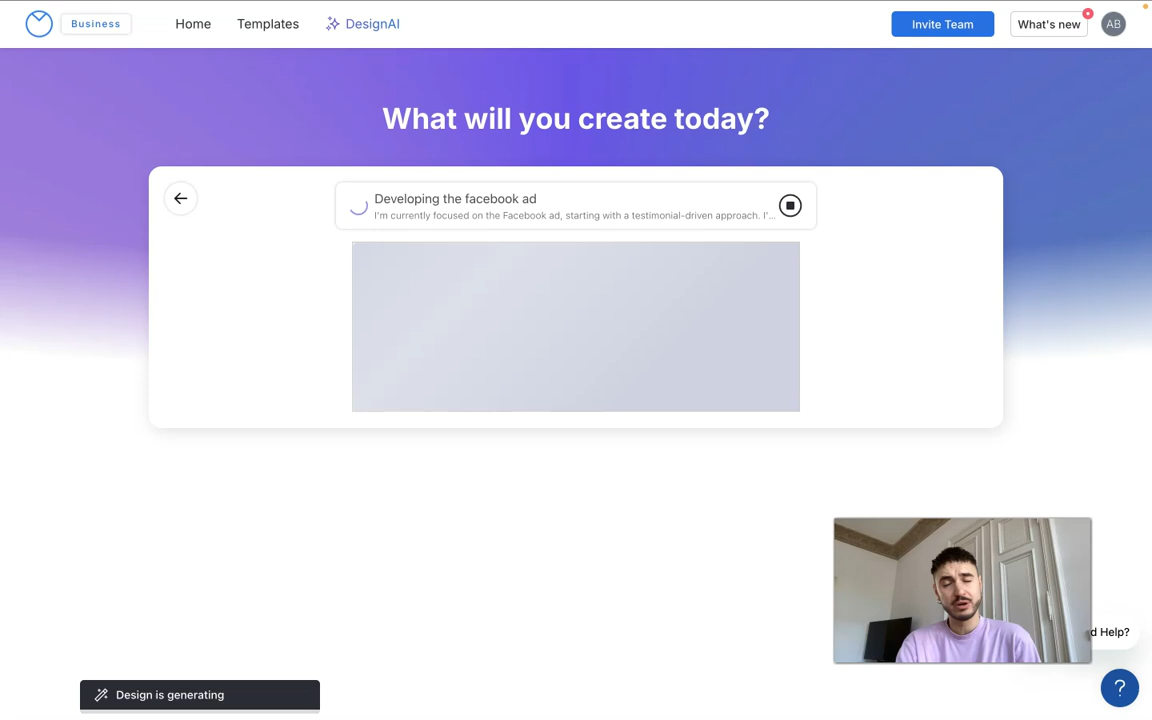 Business
Home
Templates
DesignAI
Invite Team
What's new
AB
What will you create today?
Developing the facebook ad
I'm currently focused on the Facebook ad, starting with a testimonial-driven approach. I'...
d Help?
Design is generating
?